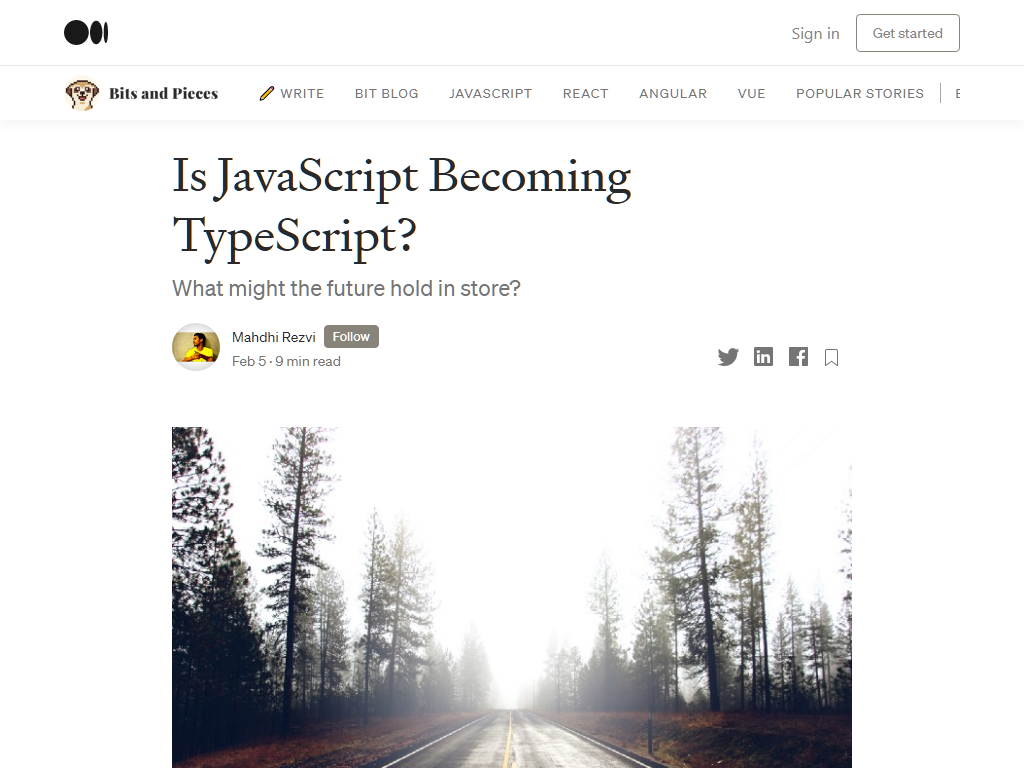 Sign in
Get started
Bits and Pieces
WRITE
BIT BLOG
JAVASCRIPT
REACT
ANGULAR
VUE
POPULAR STORIES
Is JavaScript Becoming
TypeScript?
What might the future hold in store?
Mahdhi Rezvi
Follow
Feb 5 · 9 min read